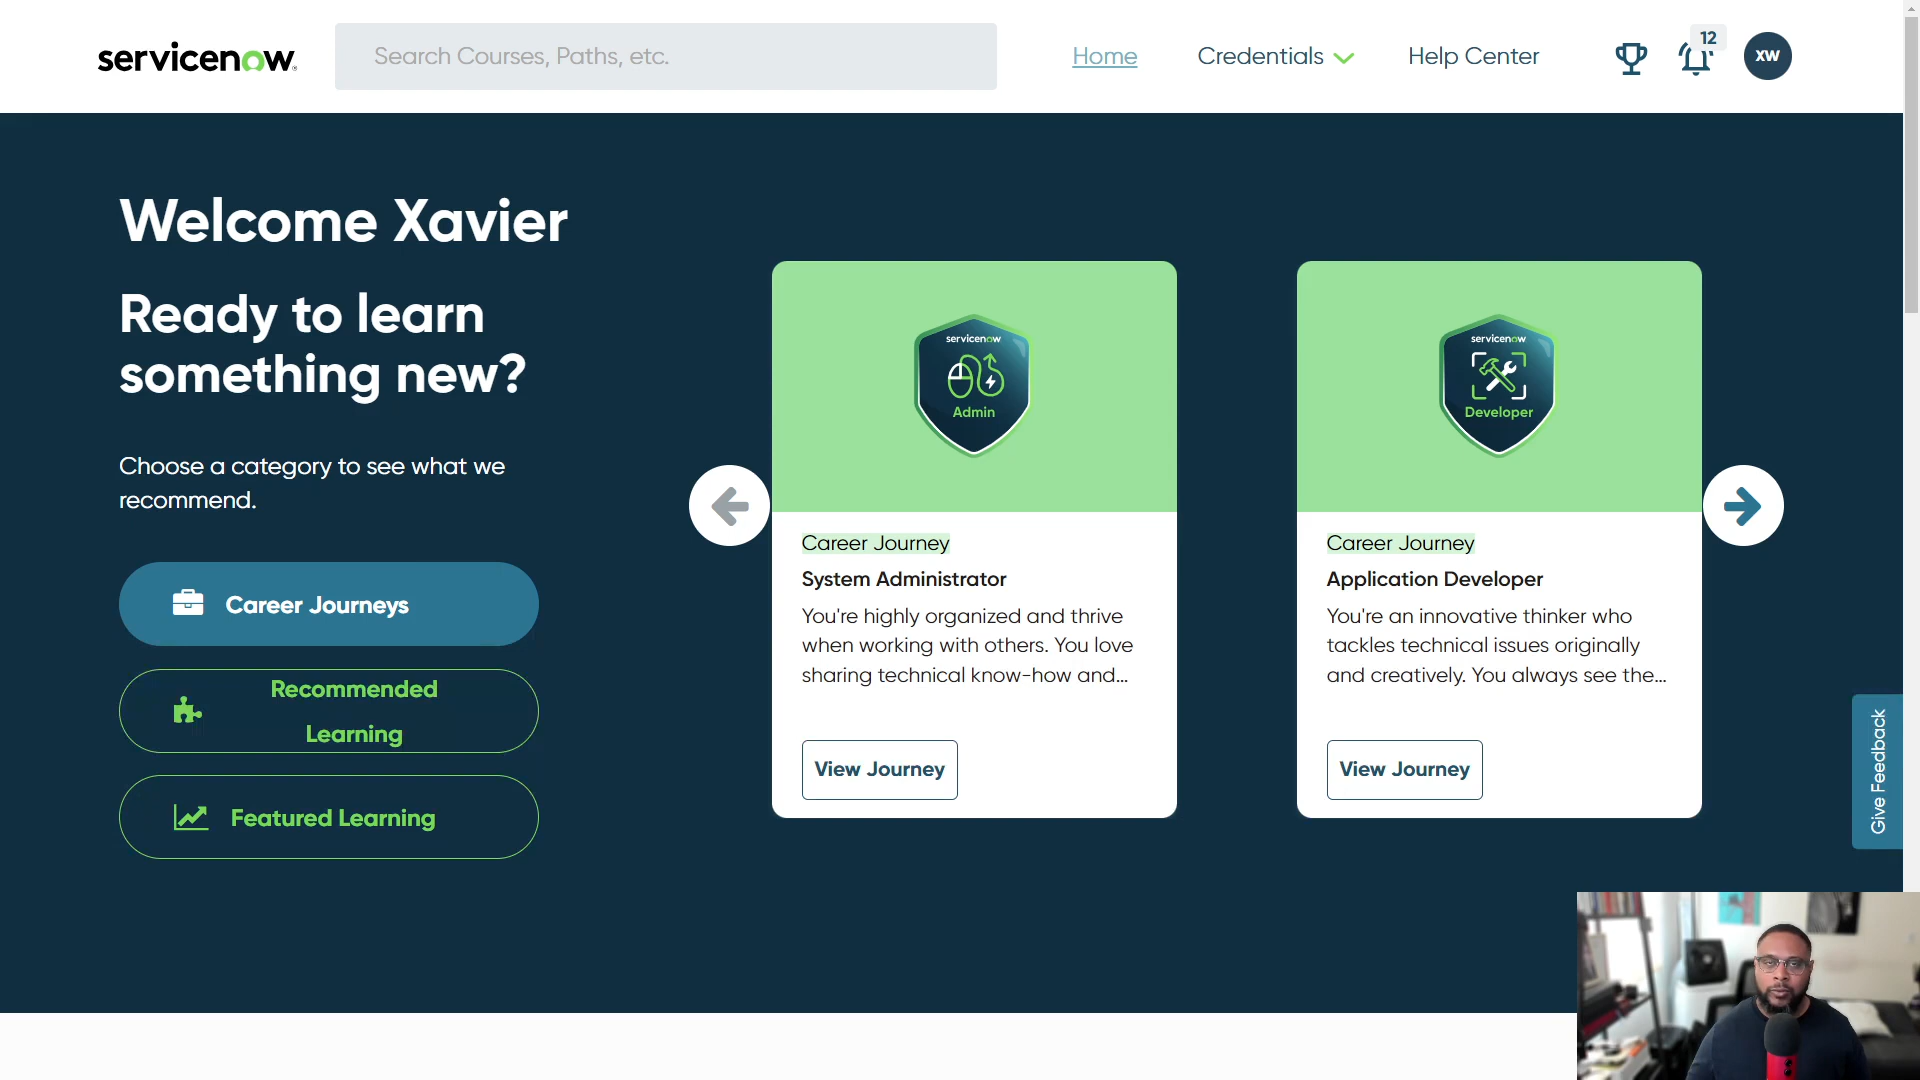 servicenow
Search Courses, Paths, etc.
Home
Credentials
Help Center
12
XW
Welcome Xavier
Ready to learn
something new?
Choose a category to see what we
recommend.
Career Journeys
Recommended
Learning
Featured Learning
servicenow
Admin
Career Journey
System Administrator
You're highly organized and thrive
when working with others. You love
sharing technical know-how and...
View Journey
servicenow
Developer
Career Journey
Application Developer
You're an innovative thinker who
tackles technical issues originally
and creatively. You always see the...
View Journey
Give Feedback